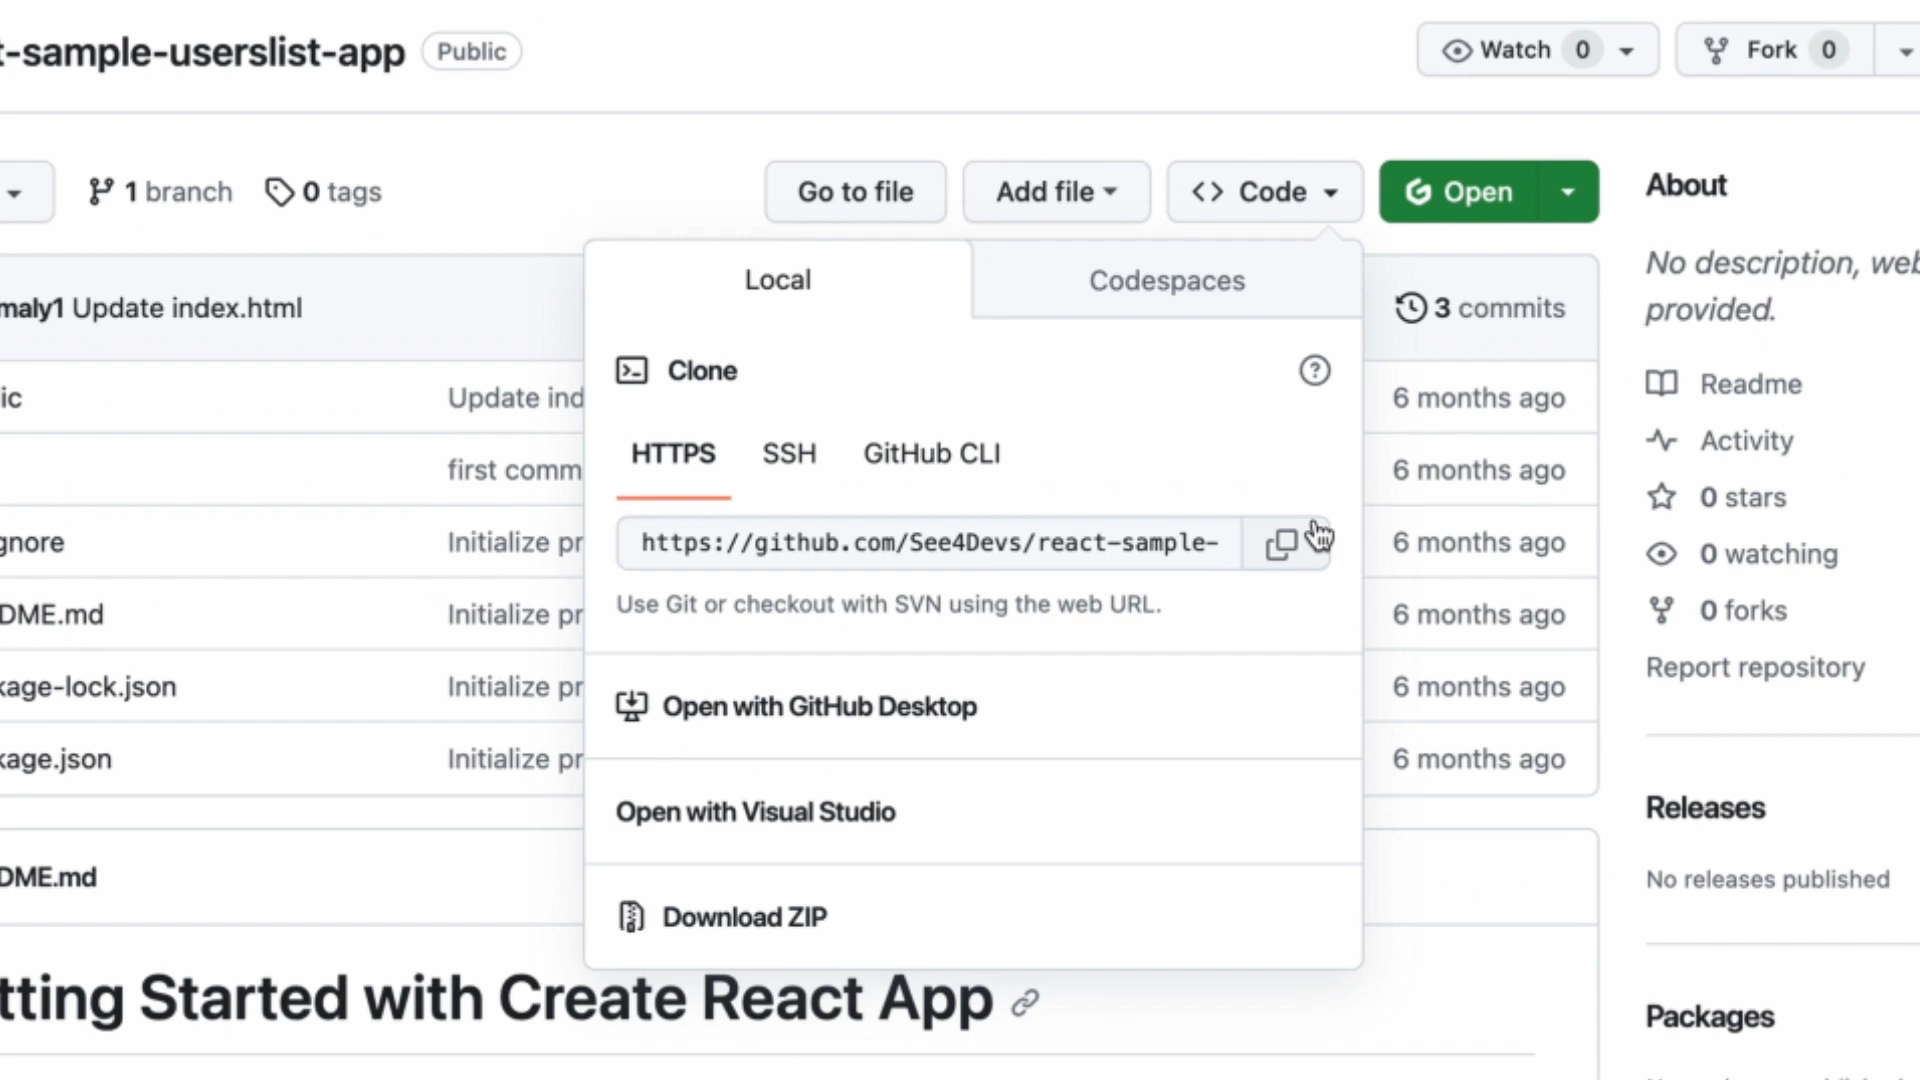 t-sample-userslist-app Public Watch 0 Fork 0
1 branch 0 tags Go to file Add file Code Open
About
No description, web
provided.
Readme
Activity
0 stars
0 watching
0 forks
Report repository
Releases
No releases published
Packages
maly1 Update index.html 3 commits
ic Update ind 6 months ago
first comm 6 months ago
gnore Initialize pr 6 months ago
DME.md Initialize pr 6 months ago
kage-lock.json Initialize pr 6 months ago
kage.json Initialize pr 6 months ago
Local Codespaces
Clone
HTTPS SSH GitHub CLI
https://github.com/See4Devs/react-sample-
Use Git or checkout with SVN using the web URL.
Open with GitHub Desktop
Open with Visual Studio
Download ZIP
DME.md
tting Started with Create React App